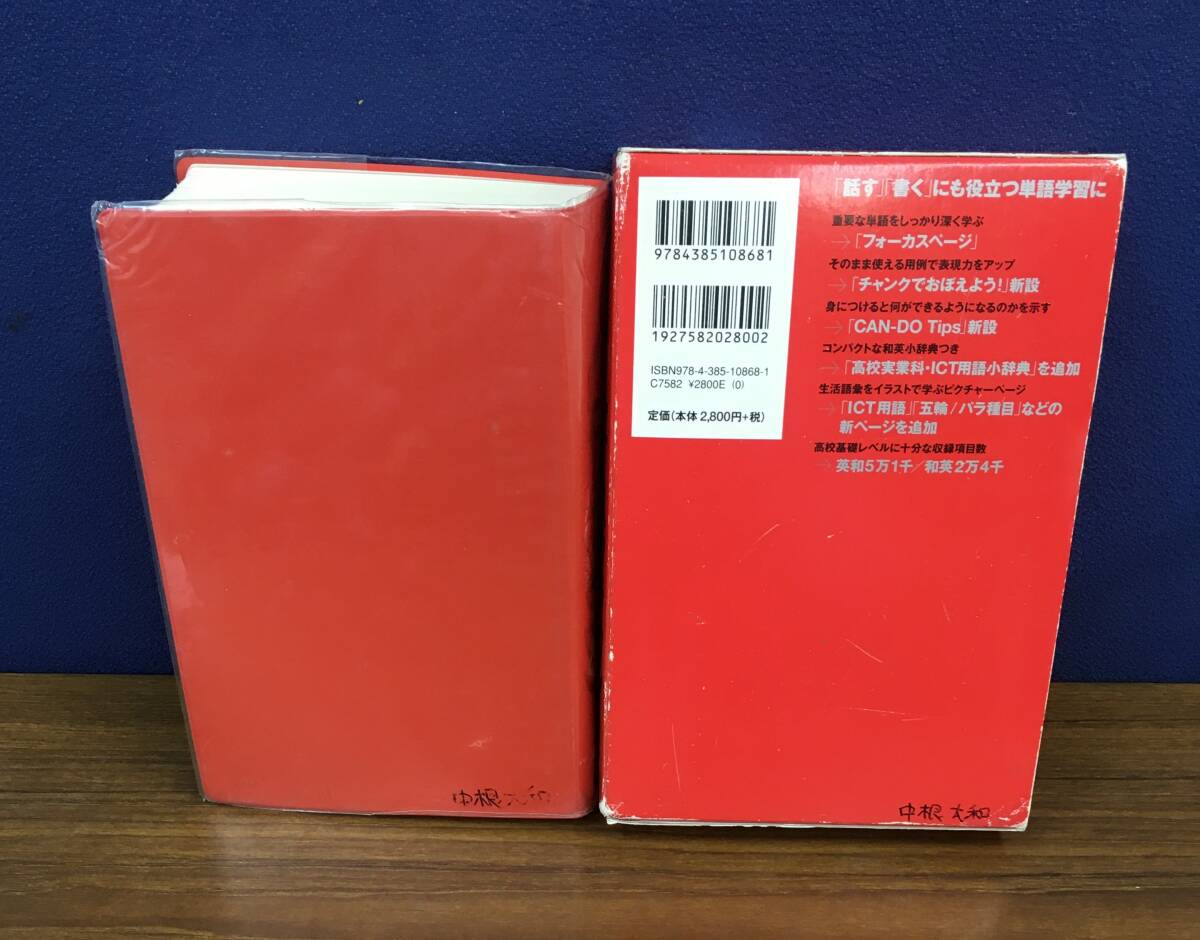 「話す」「書く」にも役立つ単語学習に
重要な単語をしっかり深く学ぶ
→「フォーカスページ」
そのまま使える用例で表現力をアップ
→「チャンクでおぼえよう!」新設
身につけると何ができるようになるのかを示す
→「CAN-DO Tips」新設
コンパクトな和英小辞典つき
→「高校実業科・ICT用語小辞典」を追加
生活語彙をイラストで学ぶピクチャーページ
→「ICT用語」「五輪/パラ種目」などの
新ページを追加
高校基礎レベルに十分な収録項目数
→英和5万1千/和英2万4千
9784385108681
1927582028002
ISBN978-4-385-10868-1
C7582 ¥2800E (0)
定価(本体2,800円+税)
中根大和
中根大和